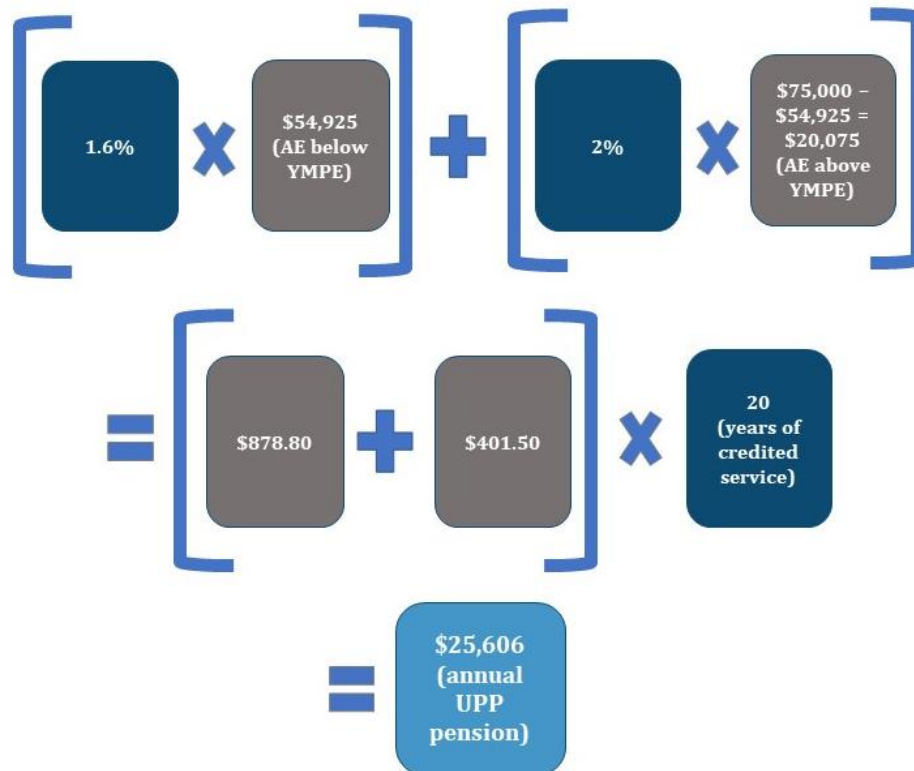 1.6%
$54,925
(AE below
YMPE)
2%
$75,000 –
$54,925 =
$20,075
(AE above
YMPE)
$878.80
$401.50
20
(years of
credited
service)
$25,606
(annual
UPP
pension)